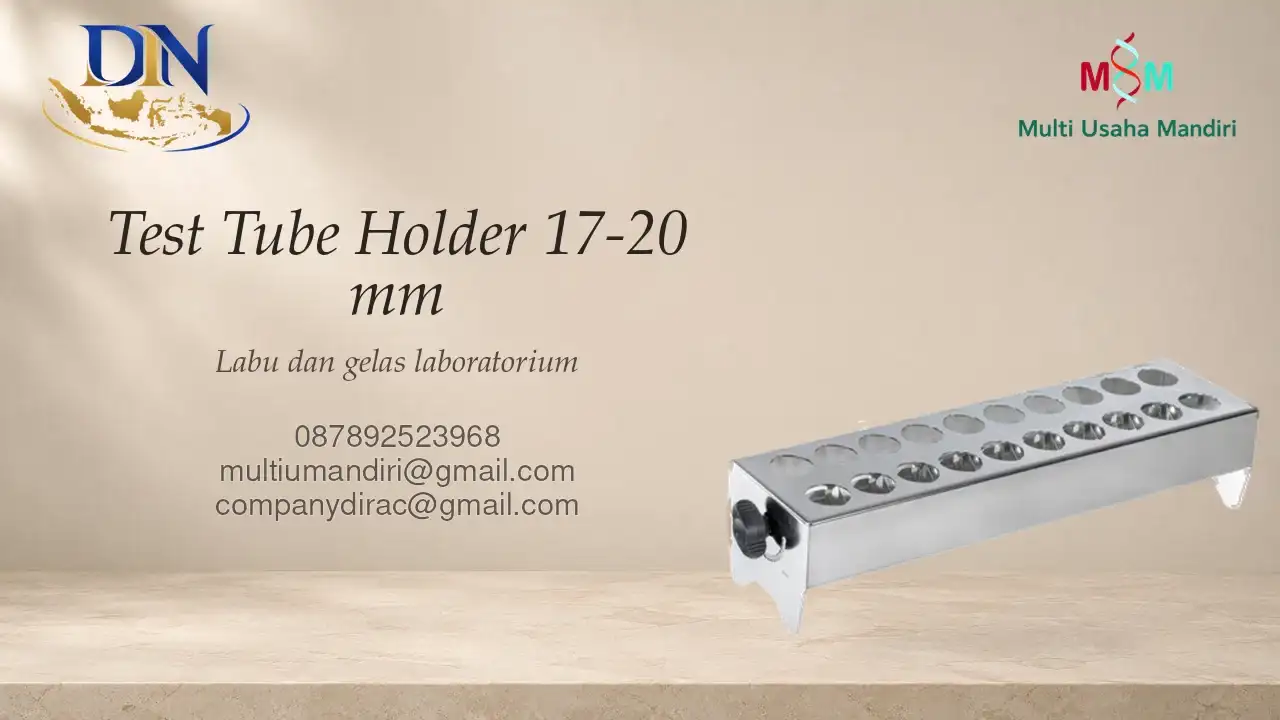 DN
M M
Multi Usaha Mandiri
Test Tube Holder 17-20
mm
Labu dan gelas laboratorium
087892523968
multiumandiri@gmail.com
companydirac@gmail.com